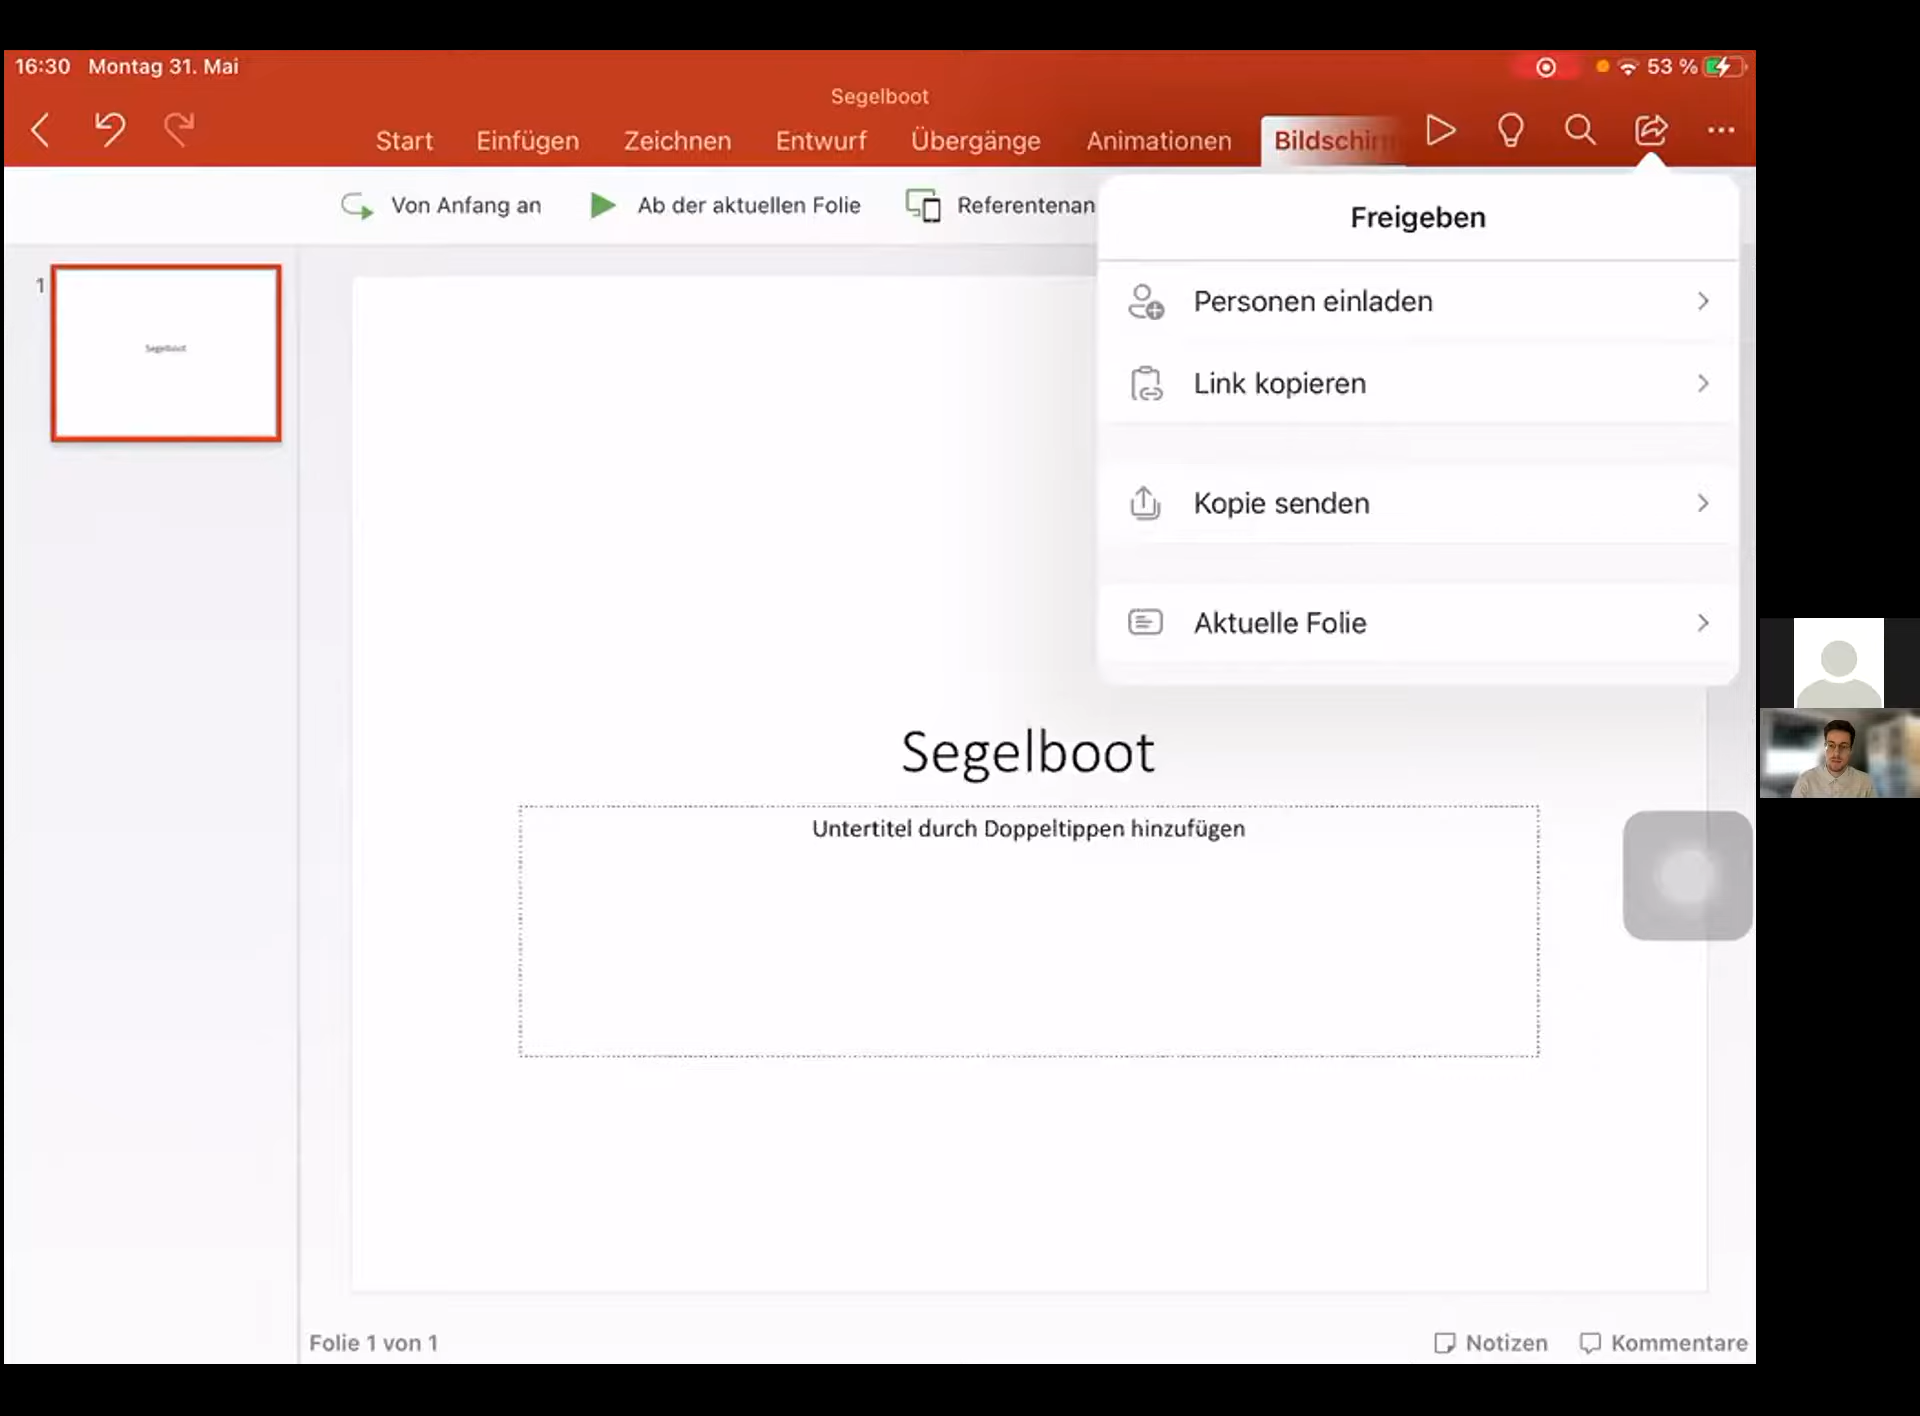 16:30 Montag 31. Mai
53 %
Segelboot
Start Einfügen Zeichnen Entwurf Übergänge Animationen Bildschirm
Von Anfang an Ab der aktuellen Folie Referentenan
Freigeben
Personen einladen
Link kopieren
Kopie senden
Aktuelle Folie
1
Segelboot
Segelboot
Untertitel durch Doppeltippen hinzufügen
Folie 1 von 1
Notizen Kommentare